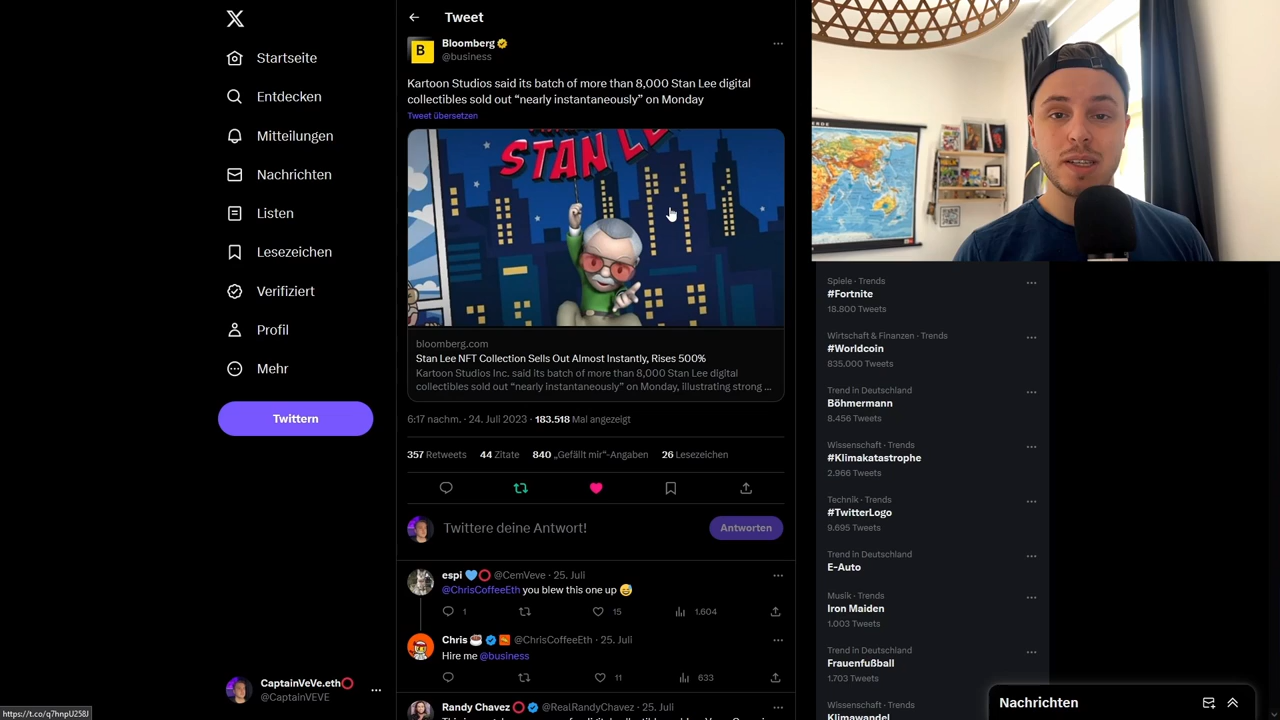 Startseite
Entdecken
Mitteilungen
Nachrichten
Listen
Lesezeichen
Verifiziert
Profil
Mehr
Twittern
CaptainVeVe.eth
@CaptainVEVE
https://t.co/q7hnpU258J
Tweet
B
Bloomberg
@business
Kartoon Studios said its batch of more than 8,000 Stan Lee digital
collectibles sold out “nearly instantaneously” on Monday
Tweet übersetzen
STAN LEE
bloomberg.com
Stan Lee NFT Collection Sells Out Almost Instantly, Rises 500%
Kartoon Studios Inc. said its batch of more than 8,000 Stan Lee digital
collectibles sold out “nearly instantaneously” on Monday, illustrating strong ...
6:17 nachm. · 24. Juli 2023 · 183.518 Mal angezeigt
357 Retweets 44 Zitate 840 „Gefällt mir“-Angaben 26 Lesezeichen
Twittere deine Antwort!
Antworten
espi @CemVeve · 25. Juli
@ChrisCoffeeEth you blew this one up
1 15 1.604
Chris @ChrisCoffeeEth · 25. Juli
Hire me @business
11 633
Randy Chavez @RealRandyChavez · 25. Juli
Spiele · Trends
#Fortnite
18.800 Tweets
Wirtschaft & Finanzen · Trends
#Worldcoin
835.000 Tweets
Trend in Deutschland
Böhmermann
8.456 Tweets
Wissenschaft · Trends
#Klimakatastrophe
2.966 Tweets
Technik · Trends
#TwitterLogo
9.695 Tweets
Trend in Deutschland
E-Auto
Musik · Trends
Iron Maiden
1.003 Tweets
Trend in Deutschland
Frauenfußball
1.703 Tweets
Wissenschaft · Trends
Klimawandel
Nachrichten